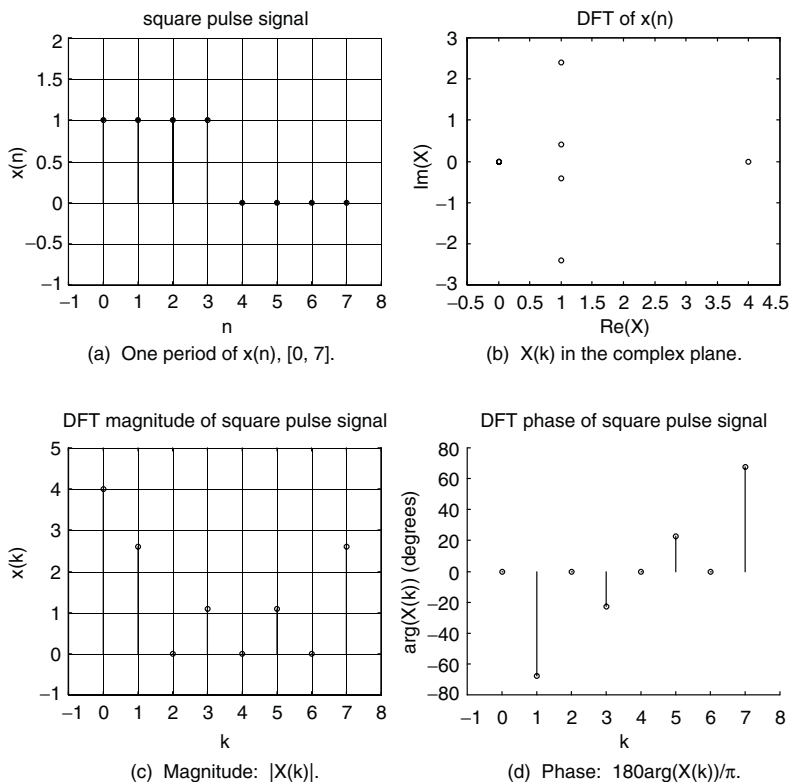 square pulse signal
2
1.5
1
0.5
0
−0.5
−1
x(n)
−1 0 1 2 3 4 5 6 7 8
n
(a) One period of x(n), [0, 7].
DFT of x(n)
3
2
1
0
−1
−2
−3
Im(X)
−0.5 0 0.5 1 1.5 2 2.5 3 3.5 4 4.5
Re(X)
(b) X(k) in the complex plane.
DFT magnitude of square pulse signal
5
4
3
2
1
0
−1
x(k)
−1 0 1 2 3 4 5 6 7 8
k
(c) Magnitude: |X(k)|.
DFT phase of square pulse signal
80
60
40
20
0
−20
−40
−60
−80
arg(X(k)) (degrees)
−1 0 1 2 3 4 5 6 7 8
k
(d) Phase: 180arg(X(k))/π.